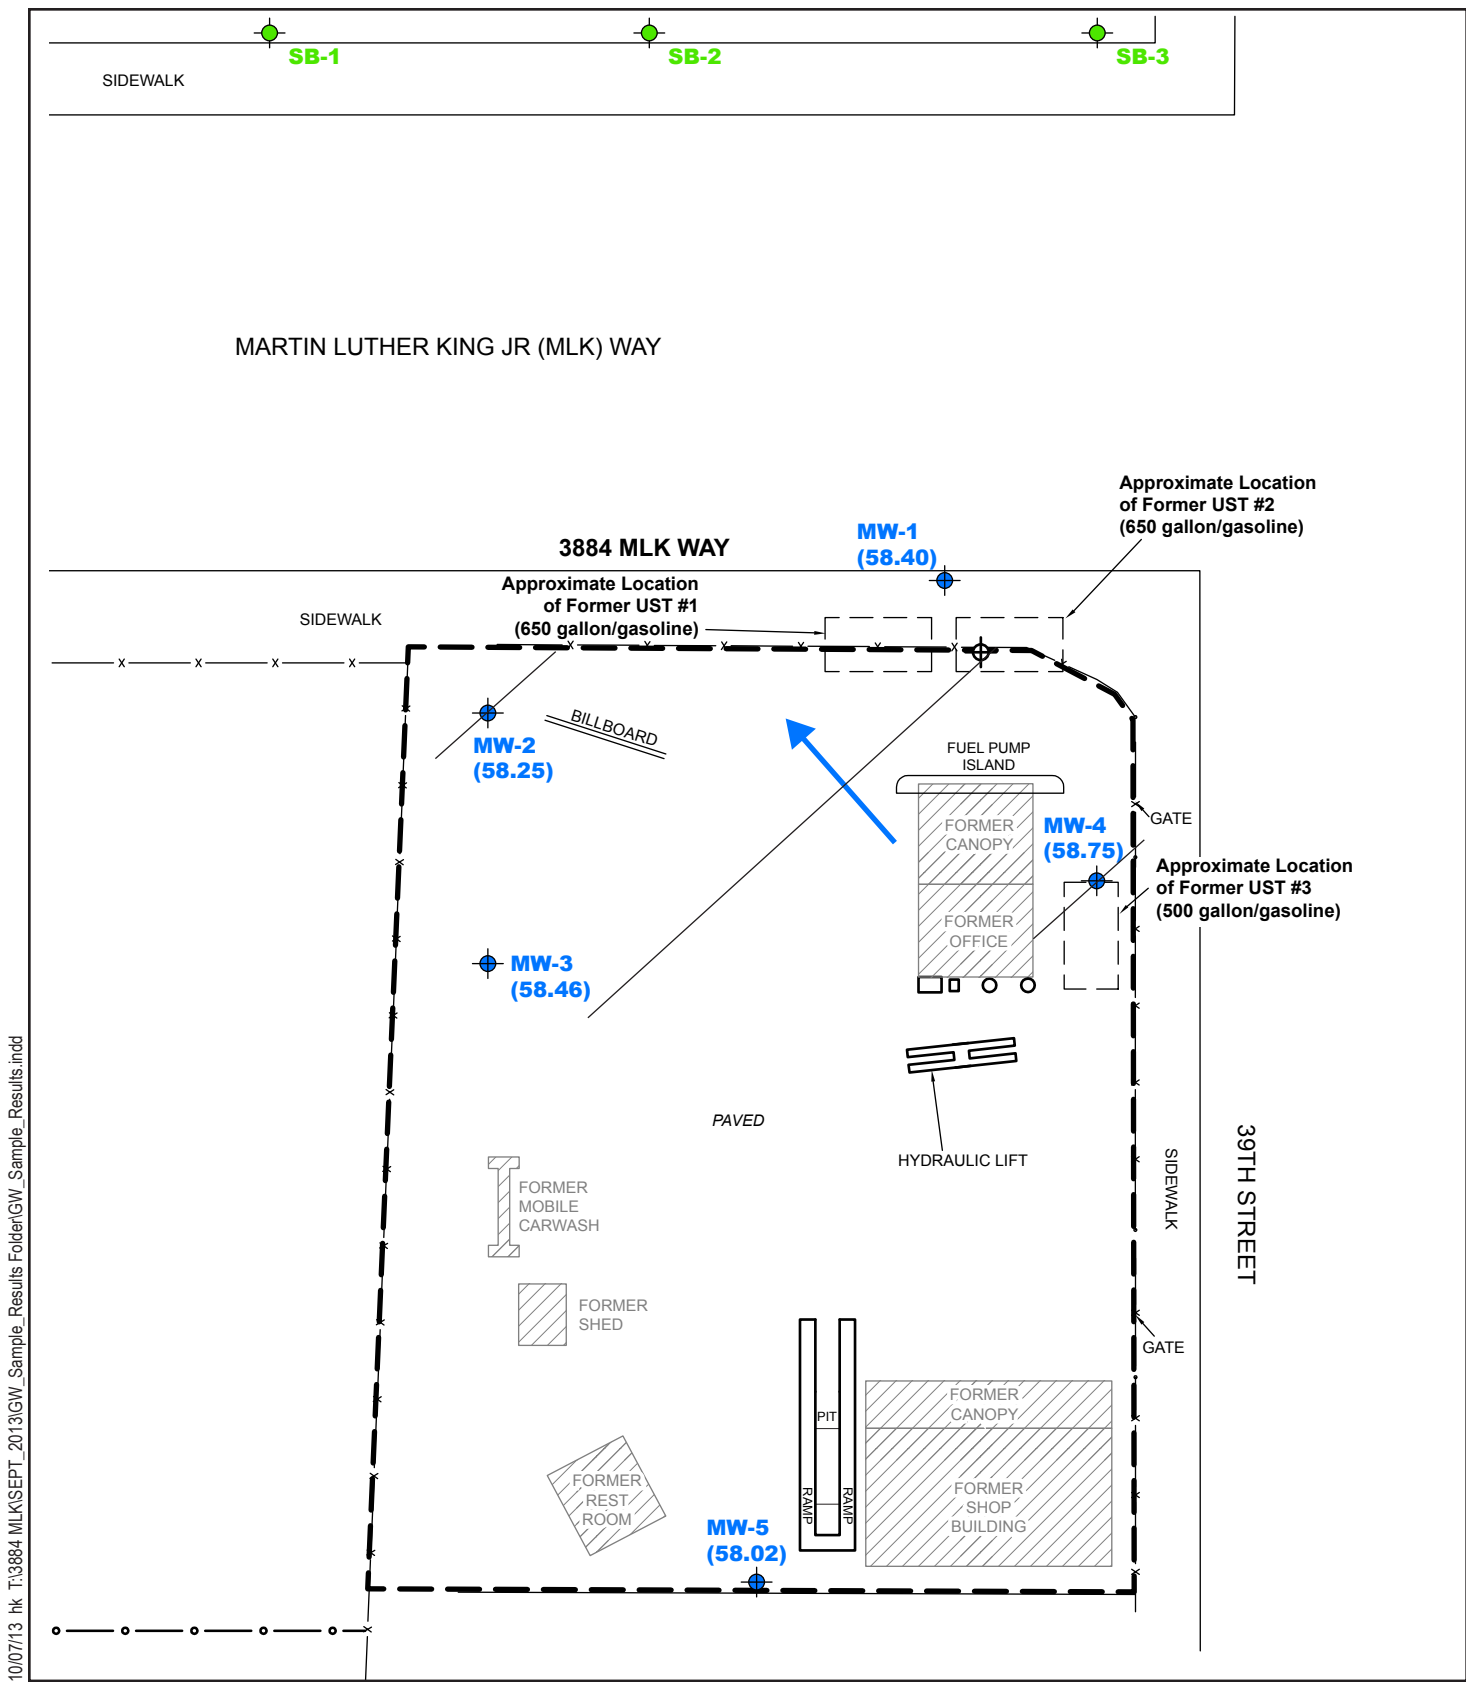 SB-1
SB-2
SB-3
SIDEWALK
MARTIN LUTHER KING JR (MLK) WAY
Approximate Location
of Former UST #2
(650 gallon/gasoline)
MW-1
(58.40)
3884 MLK WAY
Approximate Location
of Former UST #1
(650 gallon/gasoline)
SIDEWALK
BILLBOARD
MW-2
(58.25)
FUEL PUMP
ISLAND
FORMER
CANOPY
MW-4
(58.75)
GATE
Approximate Location
of Former UST #3
(500 gallon/gasoline)
FORMER
OFFICE
MW-3
(58.46)
PAVED
HYDRAULIC LIFT
SIDEWALK
39TH STREET
FORMER
MOBILE
CARWASH
FORMER
SHED
GATE
FORMER
CANOPY
PIT
RAMP
RAMP
FORMER
SHOP
BUILDING
FORMER
REST
ROOM
MW-5
(58.02)
10/07/13 hk T:\3884 MLK\SEPT_2013\GW_Sample_Results Folder\GW_Sample_Results.indd